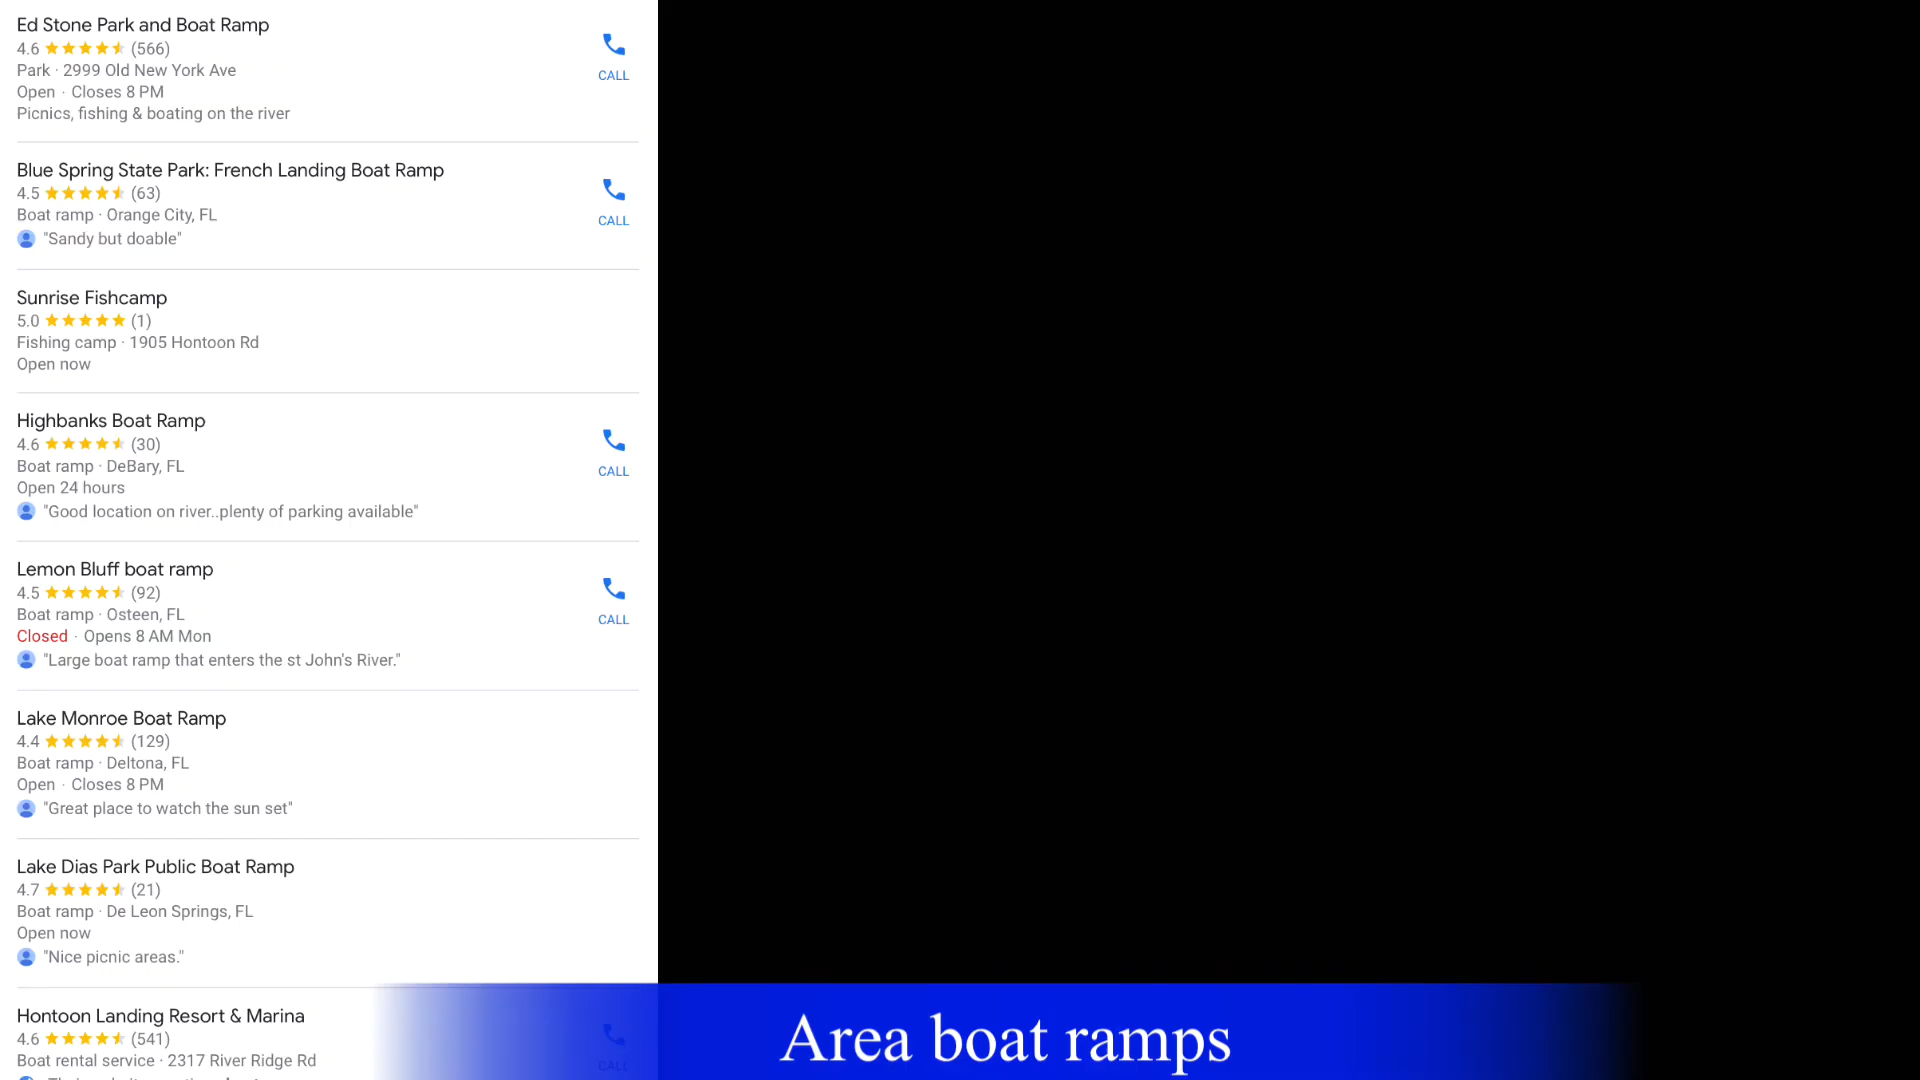 Ed Stone Park and Boat Ramp
4.6 (566)
CALL
Park · 2999 Old New York Ave
Open · Closes 8 PM
Picnics, fishing & boating on the river
Blue Spring State Park: French Landing Boat Ramp
4.5 (63)
CALL
Boat ramp · Orange City, FL
"Sandy but doable"
Sunrise Fishcamp
5.0 (1)
Fishing camp · 1905 Hontoon Rd
Open now
Highbanks Boat Ramp
4.6 (30)
CALL
Boat ramp · DeBary, FL
Open 24 hours
"Good location on river..plenty of parking available"
Lemon Bluff boat ramp
4.5 (92)
CALL
Boat ramp · Osteen, FL
Closed · Opens 8 AM Mon
"Large boat ramp that enters the st John's River."
Lake Monroe Boat Ramp
4.4 (129)
Boat ramp · Deltona, FL
Open · Closes 8 PM
"Great place to watch the sun set"
Lake Dias Park Public Boat Ramp
4.7 (21)
Boat ramp · De Leon Springs, FL
Open now
"Nice picnic areas."
Hontoon Landing Resort & Marina
4.6 (541)
CALL
Boat rental service · 2317 River Ridge Rd
Area boat ramps